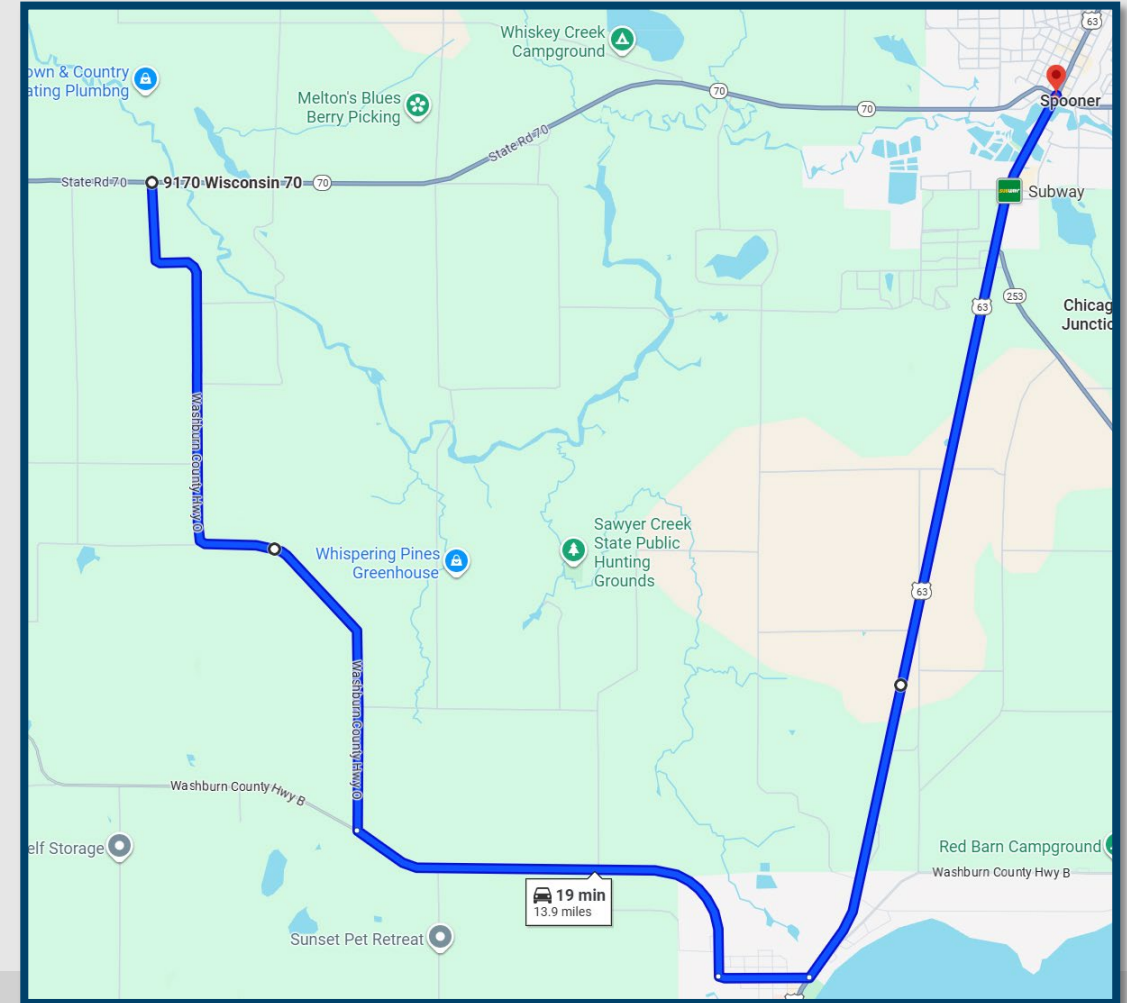 63
Whiskey Creek
Campground
own & Country
ating Plumbng
70
Melton's Blues
Berry Picking
70
Spooner
State Rd 70
State Rd 70
9170 Wisconsin 70
70
Subway
63
253
Chicag
Junctio
Washburn County Hwy O
Sawyer Creek
State Public
Hunting
Grounds
Whispering Pines
Greenhouse
63
Washburn County Hwy O
Washburn County Hwy B
elf Storage
Red Barn Campground
Washburn County Hwy B
19 min
13.9 miles
Sunset Pet Retreat